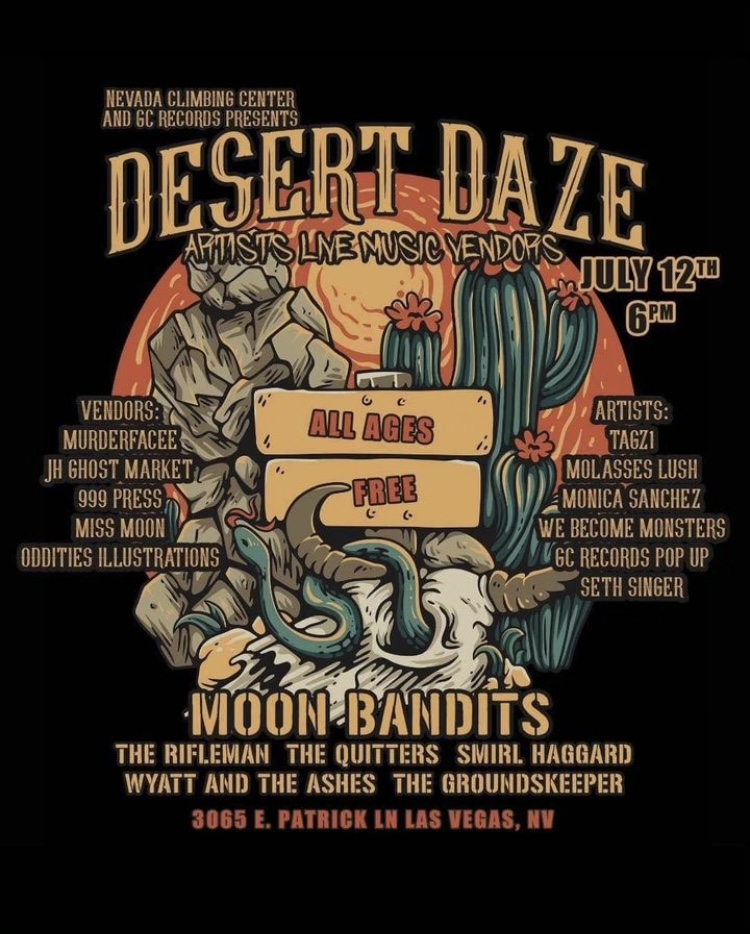 NEVADA CLIMBING CENTER
AND GC RECORDS PRESENTS
DESERT DAZE
ARTISTS LIVE MUSIC VENDORS
JULY 12TH
6PM
ALL AGES
FREE
VENDORS:
MURDERFACEE
JH GHOST MARKET
999 PRESS
MISS MOON
ODDITIES ILLUSTRATIONS
ARTISTS:
TAGZ1
MOLASSES LUSH
MONICA SANCHEZ
WE BECOME MONSTERS
GC RECORDS POP UP
SETH SINGER
MOON BANDITS
THE RIFLEMAN THE QUITTERS SMIRL HAGGARD
WYATT AND THE ASHES THE GROUNDSKEEPER
3065 E. PATRICK LN LAS VEGAS, NV